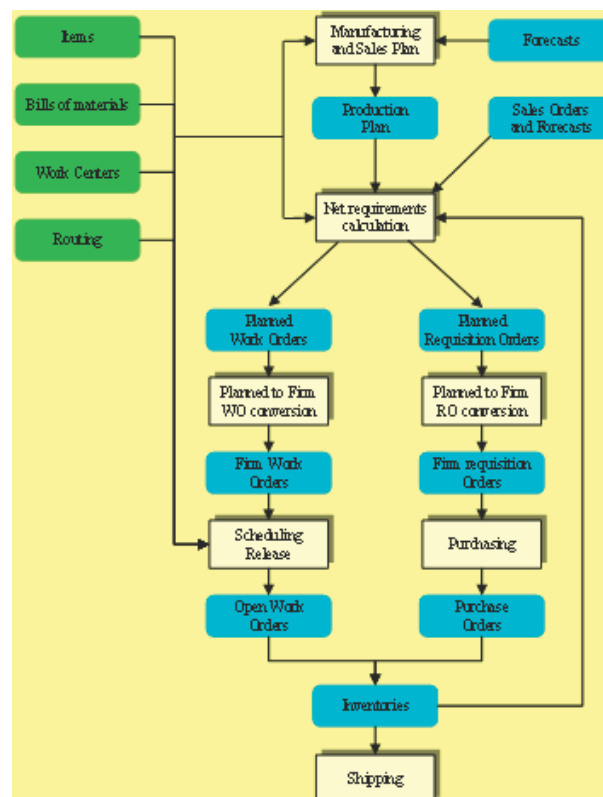 Items
Manufacturing
and Sales Plan
Forecasts
Bills of materials
Production
Plan
Sales Orders
and Forecasts
Work Centers
Net requirements
calculation
Routing
Planned
Work Orders
Planned
Requisition Orders
Planned to Firm
WO conversion
Planned to Firm
RO conversion
Firm Work
Orders
Firm requisition
Orders
Scheduling
Release
Purchasing
Open Work
Orders
Purchase
Orders
Inventories
Shipping